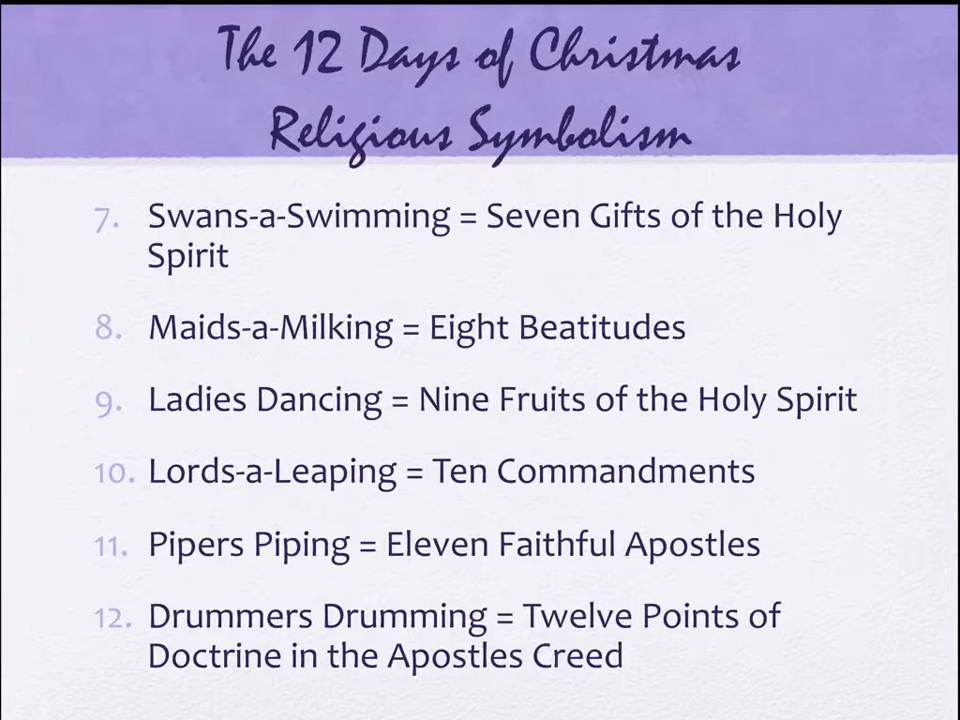 The 12 Days of Christmas
Religious Symbolism
7. Swans-a-Swimming = Seven Gifts of the Holy
Spirit
8. Maids-a-Milking = Eight Beatitudes
9. Ladies Dancing = Nine Fruits of the Holy Spirit
10. Lords-a-Leaping = Ten Commandments
11. Pipers Piping = Eleven Faithful Apostles
12. Drummers Drumming = Twelve Points of
Doctrine in the Apostles Creed